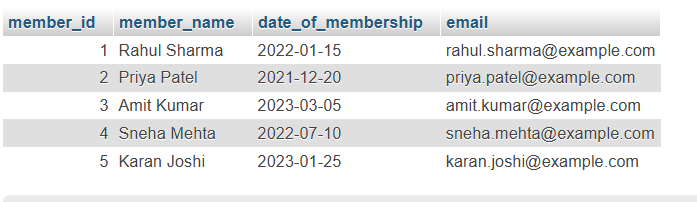 member_id member_name date_of_membership email
1 Rahul Sharma 2022-01-15 rahul.sharma@example.com
2 Priya Patel 2021-12-20 priya.patel@example.com
3 Amit Kumar 2023-03-05 amit.kumar@example.com
4 Sneha Mehta 2022-07-10 sneha.mehta@example.com
5 Karan Joshi 2023-01-25 karan.joshi@example.com